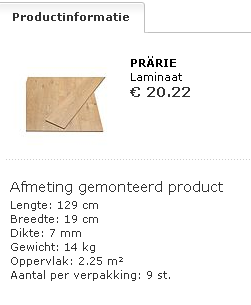 Productinformatie
PRÄRIE
Laminaat
€ 20.22
Afmeting gemonteerd product
Lengte: 129 cm
Breedte: 19 cm
Dikte: 7 mm
Gewicht: 14 kg
Oppervlak: 2.25 m²
Aantal per verpakking: 9 st.